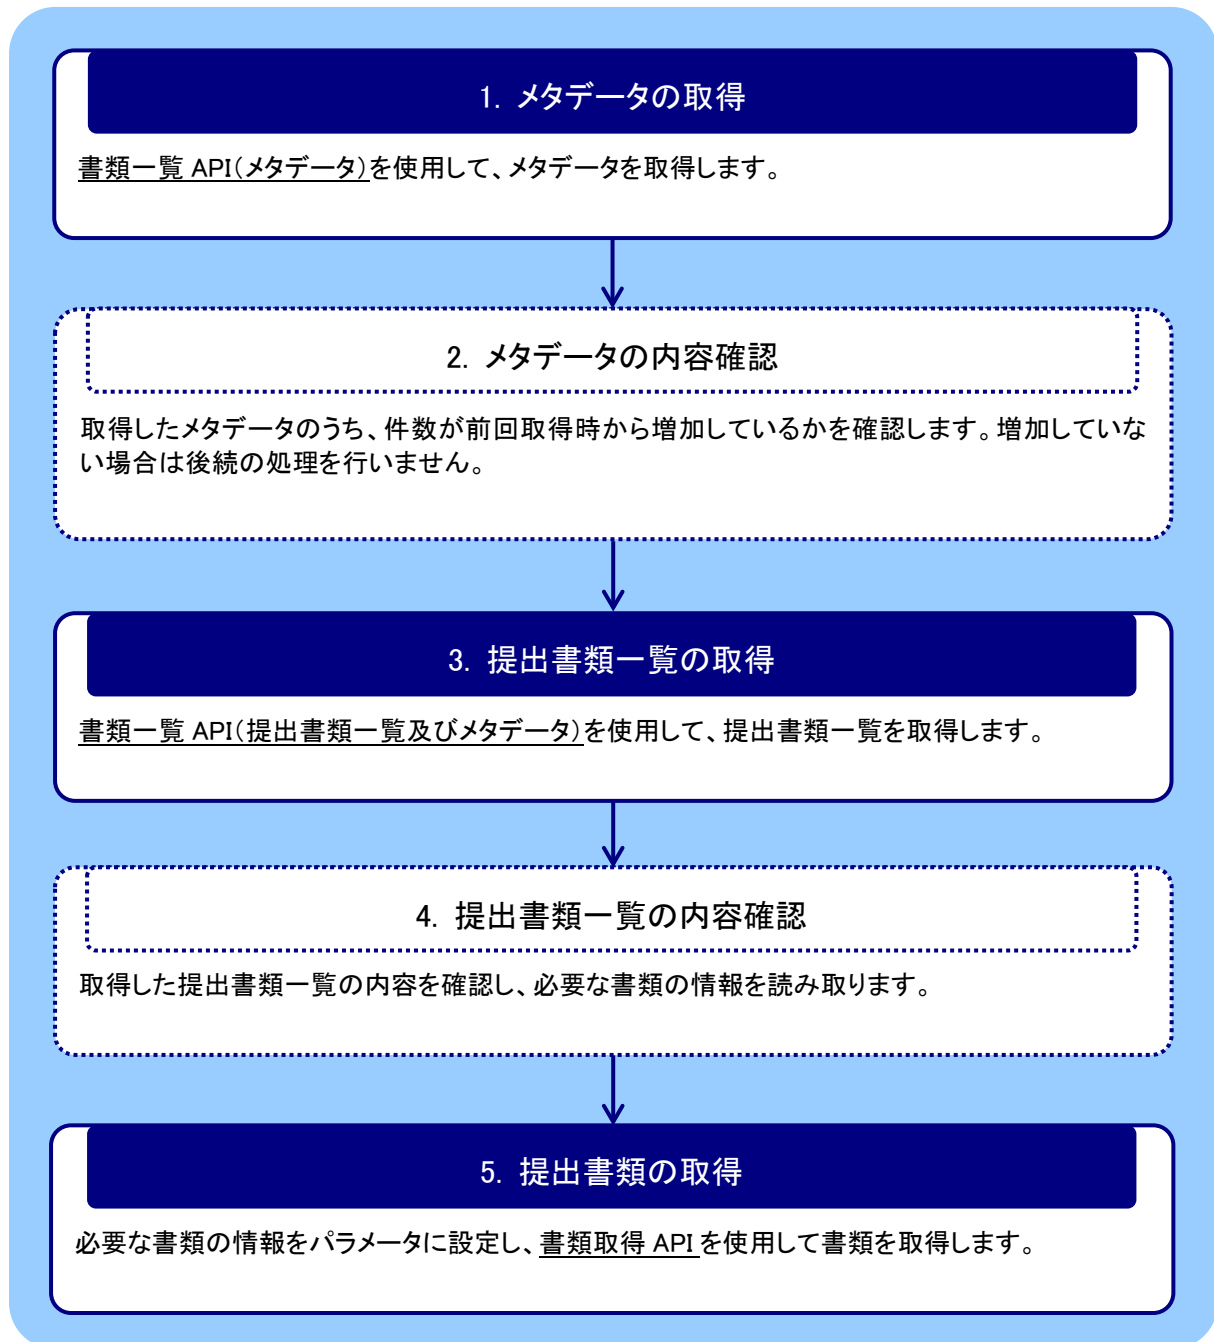 1. メタデータの取得
書類一覧 API(メタデータ)を使用して、メタデータを取得します。
2. メタデータの内容確認
取得したメタデータのうち、件数が前回取得時から増加しているかを確認します。増加していな
い場合は後続の処理を行いません。
3. 提出書類一覧の取得
書類一覧 API(提出書類一覧及びメタデータ)を使用して、提出書類一覧を取得します。
4. 提出書類一覧の内容確認
取得した提出書類一覧の内容を確認し、必要な書類の情報を読み取ります。
5. 提出書類の取得
必要な書類の情報をパラメータに設定し、書類取得 API を使用して書類を取得します。